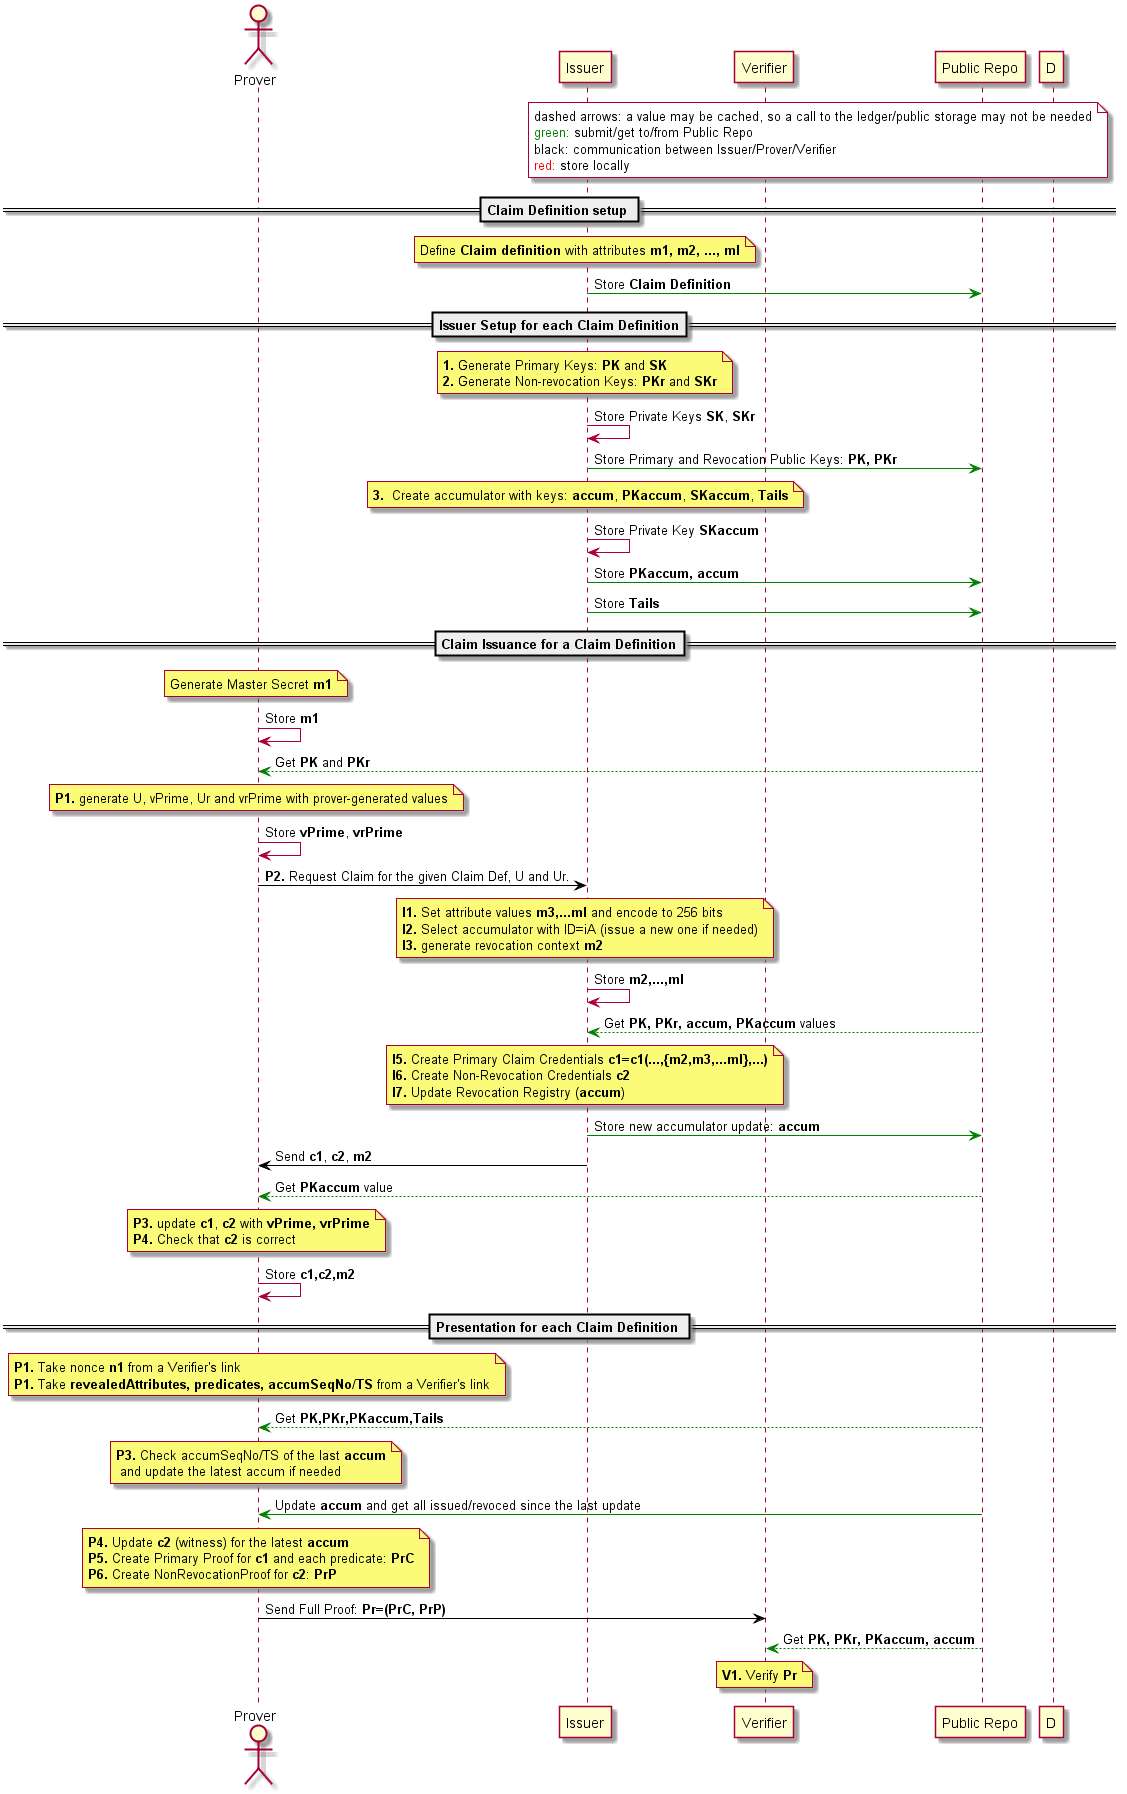 Prover
Issuer
Verifier
Public Repo
D
dashed arrows: a value may be cached, so a call to the ledger/public storage may not be needed
green: submit/get to/from Public Repo
black: communication between Issuer/Prover/Verifier
red: store locally
Claim Definition setup
Define Claim definition with attributes m1, m2, ..., ml
Store Claim Definition
Issuer Setup for each Claim Definition
1. Generate Primary Keys: PK and SK
2. Generate Non-revocation Keys: PKr and SKr
Store Private Keys SK, SKr
Store Primary and Revocation Public Keys: PK, PKr
3. Create accumulator with keys: accum, PKaccum, SKaccum, Tails
Store Private Key SKaccum
Store PKaccum, accum
Store Tails
Claim Issuance for a Claim Definition
Generate Master Secret m1
Store m1
Get PK and PKr
P1. generate U, vPrime, Ur and vrPrime with prover-generated values
Store vPrime, vrPrime
P2. Request Claim for the given Claim Def, U and Ur.
I1. Set attribute values m3,...ml and encode to 256 bits
I2. Select accumulator with ID=iA (issue a new one if needed)
I3. generate revocation context m2
Store m2,...,ml
Get PK, PKr, accum, PKaccum values
I5. Create Primary Claim Credentials c1=c1(...,{m2,m3,...ml},...)
I6. Create Non-Revocation Credentials c2
I7. Update Revocation Registry (accum)
Store new accumulator update: accum
Send c1, c2, m2
Get PKaccum value
P3. update c1, c2 with vPrime, vrPrime
P4. Check that c2 is correct
Store c1,c2,m2
Presentation for each Claim Definition
P1. Take nonce n1 from a Verifier's link
P1. Take revealedAttributes, predicates, accumSeqNo/TS from a Verifier's link
Get PK,PKr,PKaccum,Tails
P3. Check accumSeqNo/TS of the last accum
and update the latest accum if needed
Update accum and get all issued/revoced since the last update
P4. Update c2 (witness) for the latest accum
P5. Create Primary Proof for c1 and each predicate: PrC
P6. Create NonRevocationProof for c2: PrP
Send Full Proof: Pr=(PrC, PrP)
Get PK, PKr, PKaccum, accum
V1. Verify Pr
Prover
Issuer
Verifier
Public Repo
D